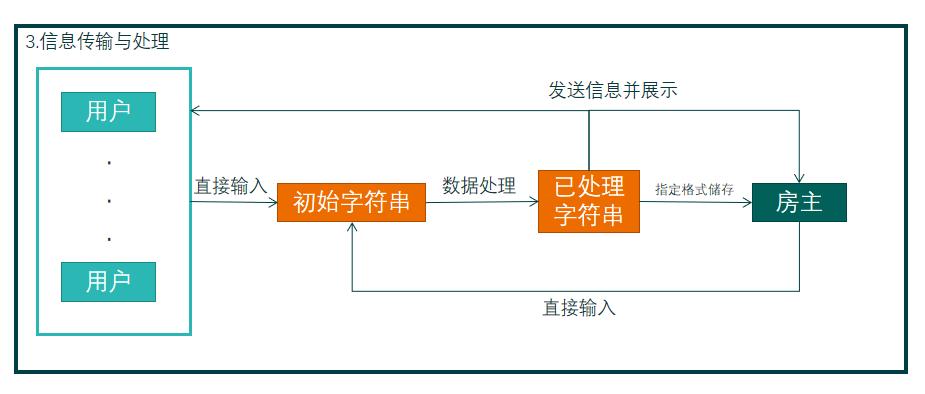 3.信息传输与处理
用户
发送信息并展示
直接输入
初始字符串
数据处理
已处理
字符串
指定格式储存
房主
用户
直接输入